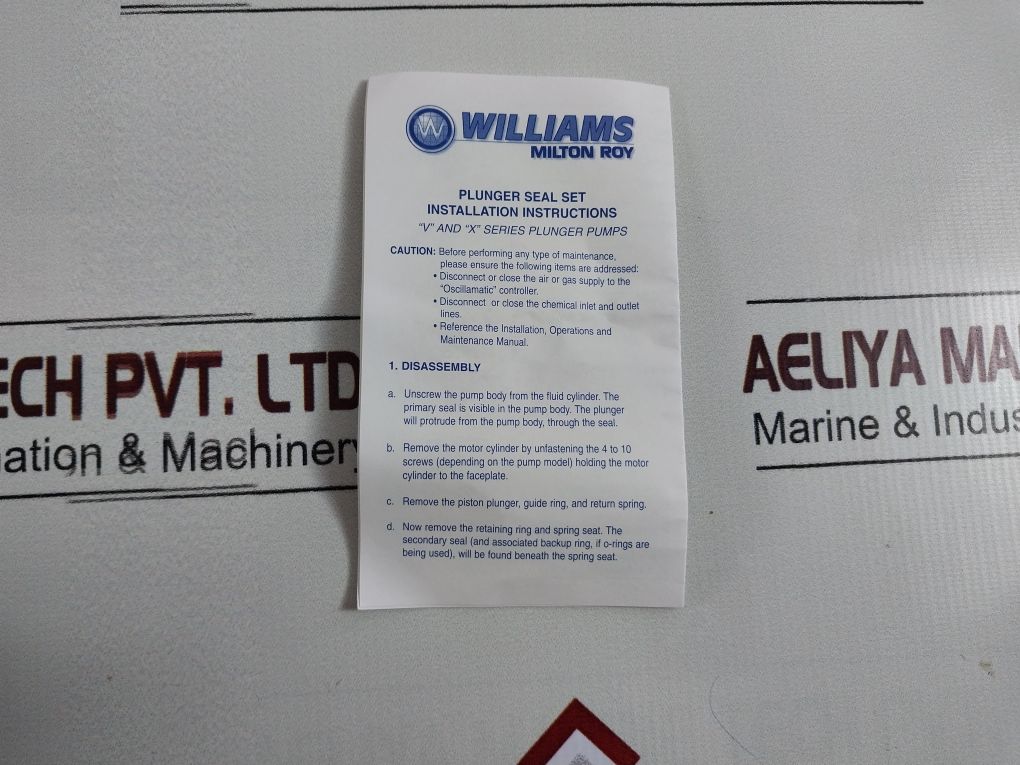 WILLIAMS
MILTON ROY
PLUNGER SEAL SET
INSTALLATION INSTRUCTIONS
“V” AND “X” SERIES PLUNGER PUMPS
CAUTION: Before performing any type of maintenance,
please ensure the following items are addressed:
• Disconnect or close the air or gas supply to the
“Oscillamatic” controller.
• Disconnect or close the chemical inlet and outlet
lines.
• Reference the Installation, Operations and
Maintenance Manual.
1. DISASSEMBLY
a. Unscrew the pump body from the fluid cylinder. The
primary seal is visible in the pump body. The plunger
will protrude from the pump body, through the seal.
b. Remove the motor cylinder by unfastening the 4 to 10
screws (depending on the pump model) holding the motor
cylinder to the faceplate.
c. Remove the piston plunger, guide ring, and return spring.
d. Now remove the retaining ring and spring seat. The
secondary seal (and associated backup ring, if o-rings are
being used), will be found beneath the spring seat.
ECH PVT. LTD
ation & Machinery
AELIYA MA
Marine & Indus